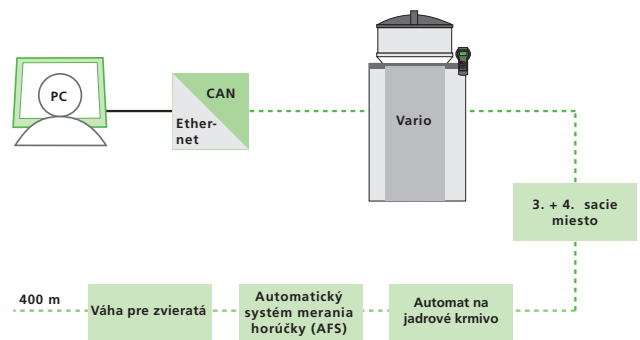 PC
CAN
Ether-
net
Vario
3. + 4. sacie
miesto
400 m
Váha pre zvieratá
Automatický
systém merania
horúčky (AFS)
Automat na
jadrové krmivo